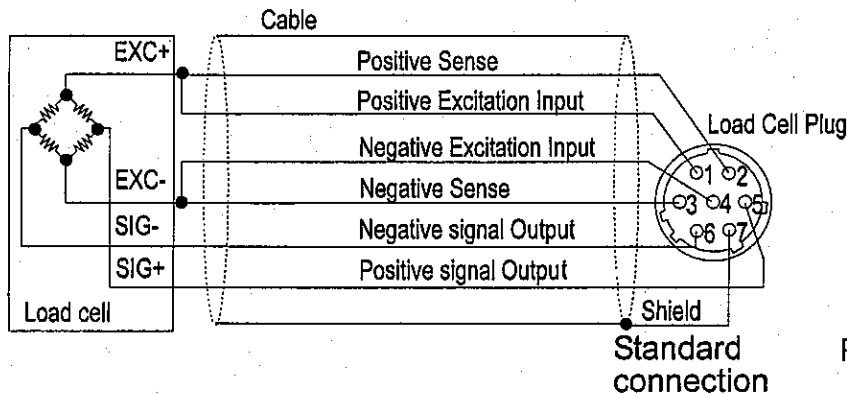 Cable
EXC+
Positive Sense
Positive Excitation Input
Load Cell Plug
Negative Excitation Input
1 2
EXC-
Negative Sense
3 4 5
SIG-
Negative signal Output
6 7
SIG+
Positive signal Output
Load cell
Shield
Standard
connection